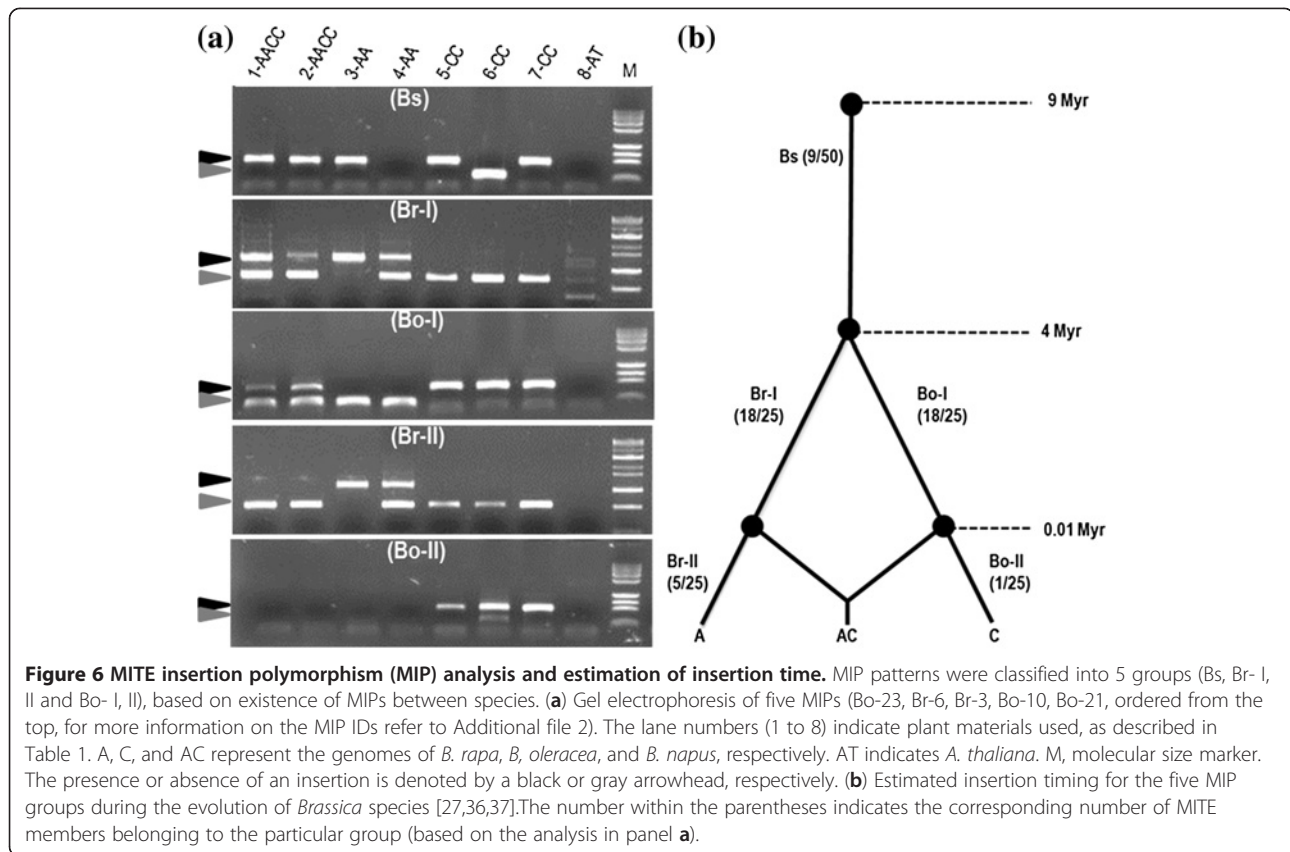 (a)
1-AACC 2-AACC 3-AA 4-AA 5-CC 6-CC 7-CC 8-AT M
(Bs)
(Br-I)
(Bo-I)
(Br-II)
(Bo-II)
(b)
9 Myr
Bs (9/50)
4 Myr
Br-I
(18/25)
Bo-I
(18/25)
0.01 Myr
Br-II
(5/25)
Bo-II
(1/25)
A AC C
Figure 6 MITE insertion polymorphism (MIP) analysis and estimation of insertion time. MIP patterns were classified into 5 groups (Bs, Br- I,
II and Bo- I, II), based on existence of MIPs between species. (a) Gel electrophoresis of five MIPs (Bo-23, Br-6, Br-3, Bo-10, Bo-21, ordered from the
top, for more information on the MIP IDs refer to Additional file 2). The lane numbers (1 to 8) indicate plant materials used, as described in
Table 1. A, C, and AC represent the genomes of B. rapa, B, oleracea, and B. napus, respectively. AT indicates A. thaliana. M, molecular size marker.
The presence or absence of an insertion is denoted by a black or gray arrowhead, respectively. (b) Estimated insertion timing for the five MIP
groups during the evolution of Brassica species [27,36,37].The number within the parentheses indicates the corresponding number of MITE
members belonging to the particular group (based on the analysis in panel a).